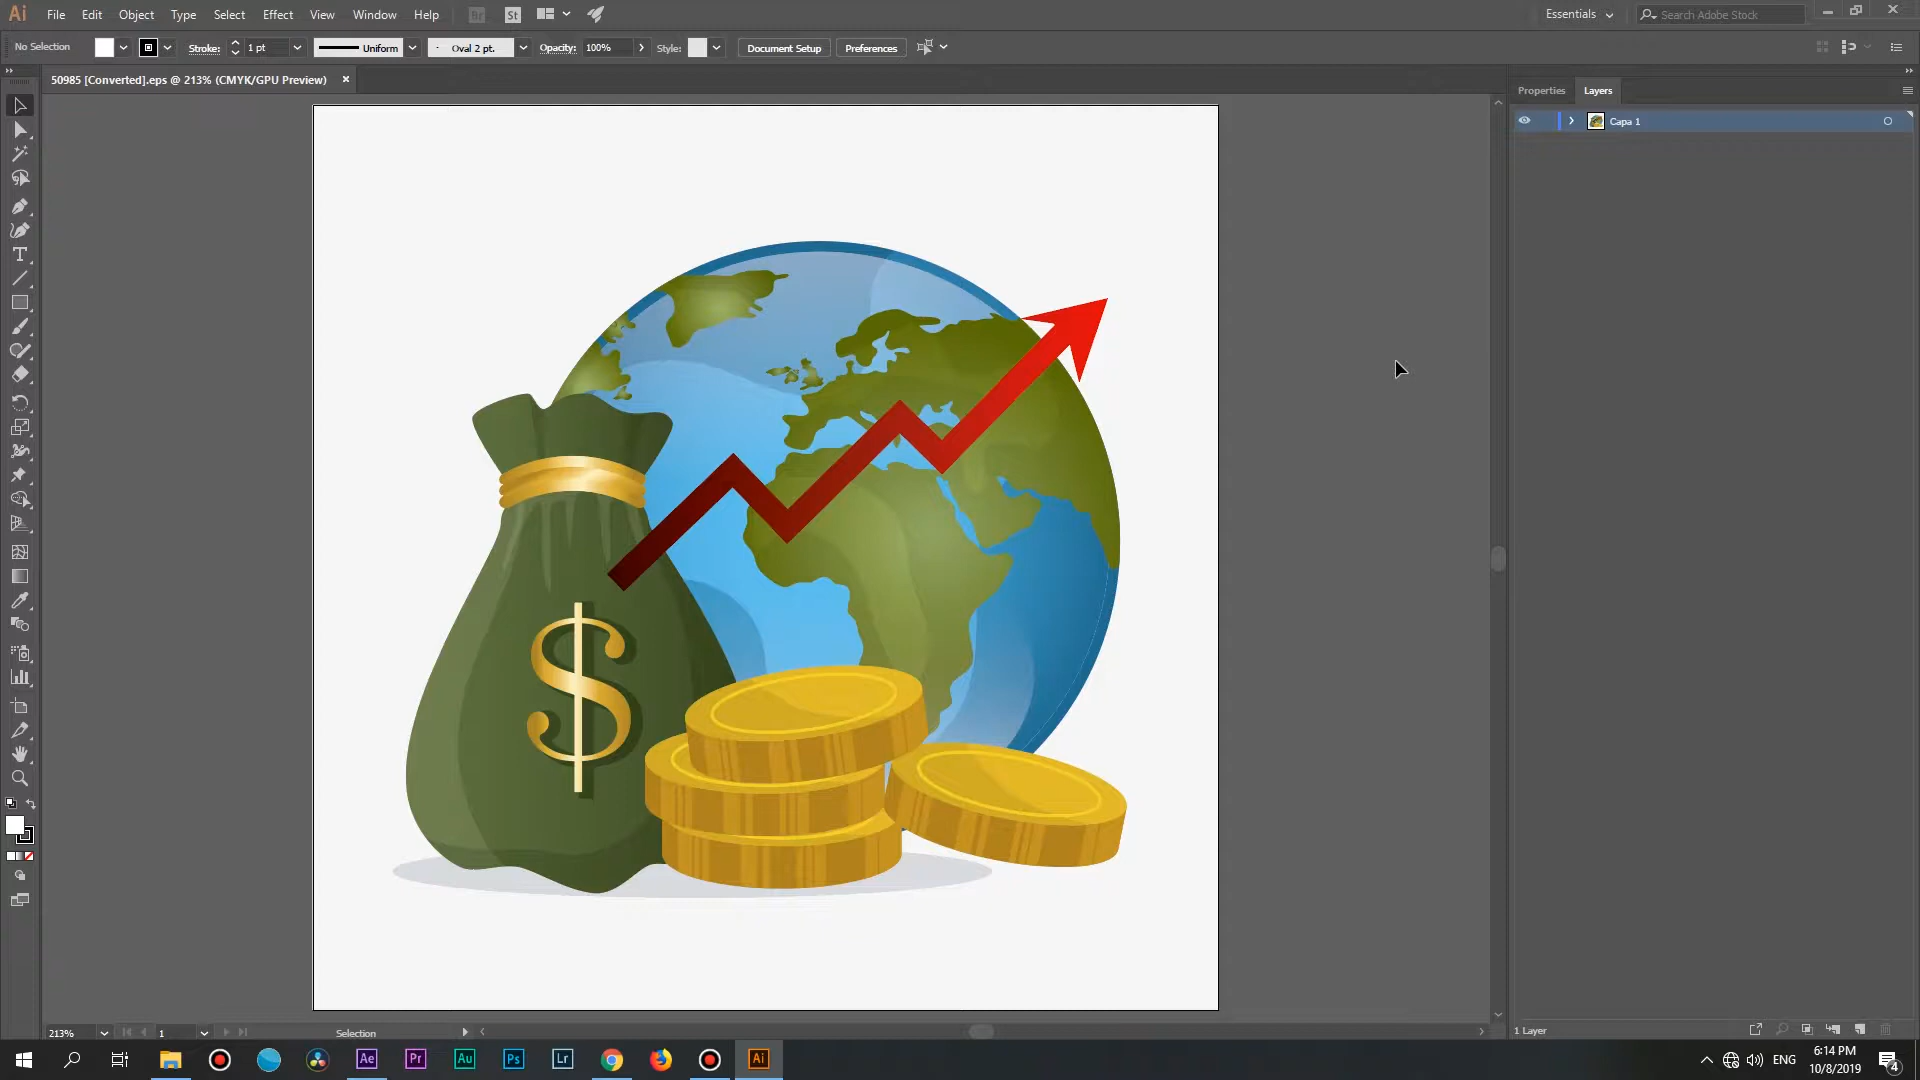 Ai File Edit Object Type Select Effect View Window Help Br St Essentials Search Adobe Stock
No Selection Stroke: 1 pt Uniform Oval 2 pt. Opacity: 100% Style: Document Setup Preferences
50985 [Converted].eps @ 213% (CMYK/GPU Preview)
Properties Layers
Capa 1
T
$
213% 1 Selection
1 Layer
Ae Pr Au Ps Lr Ai
ENG 6:14 PM
10/8/2019 4